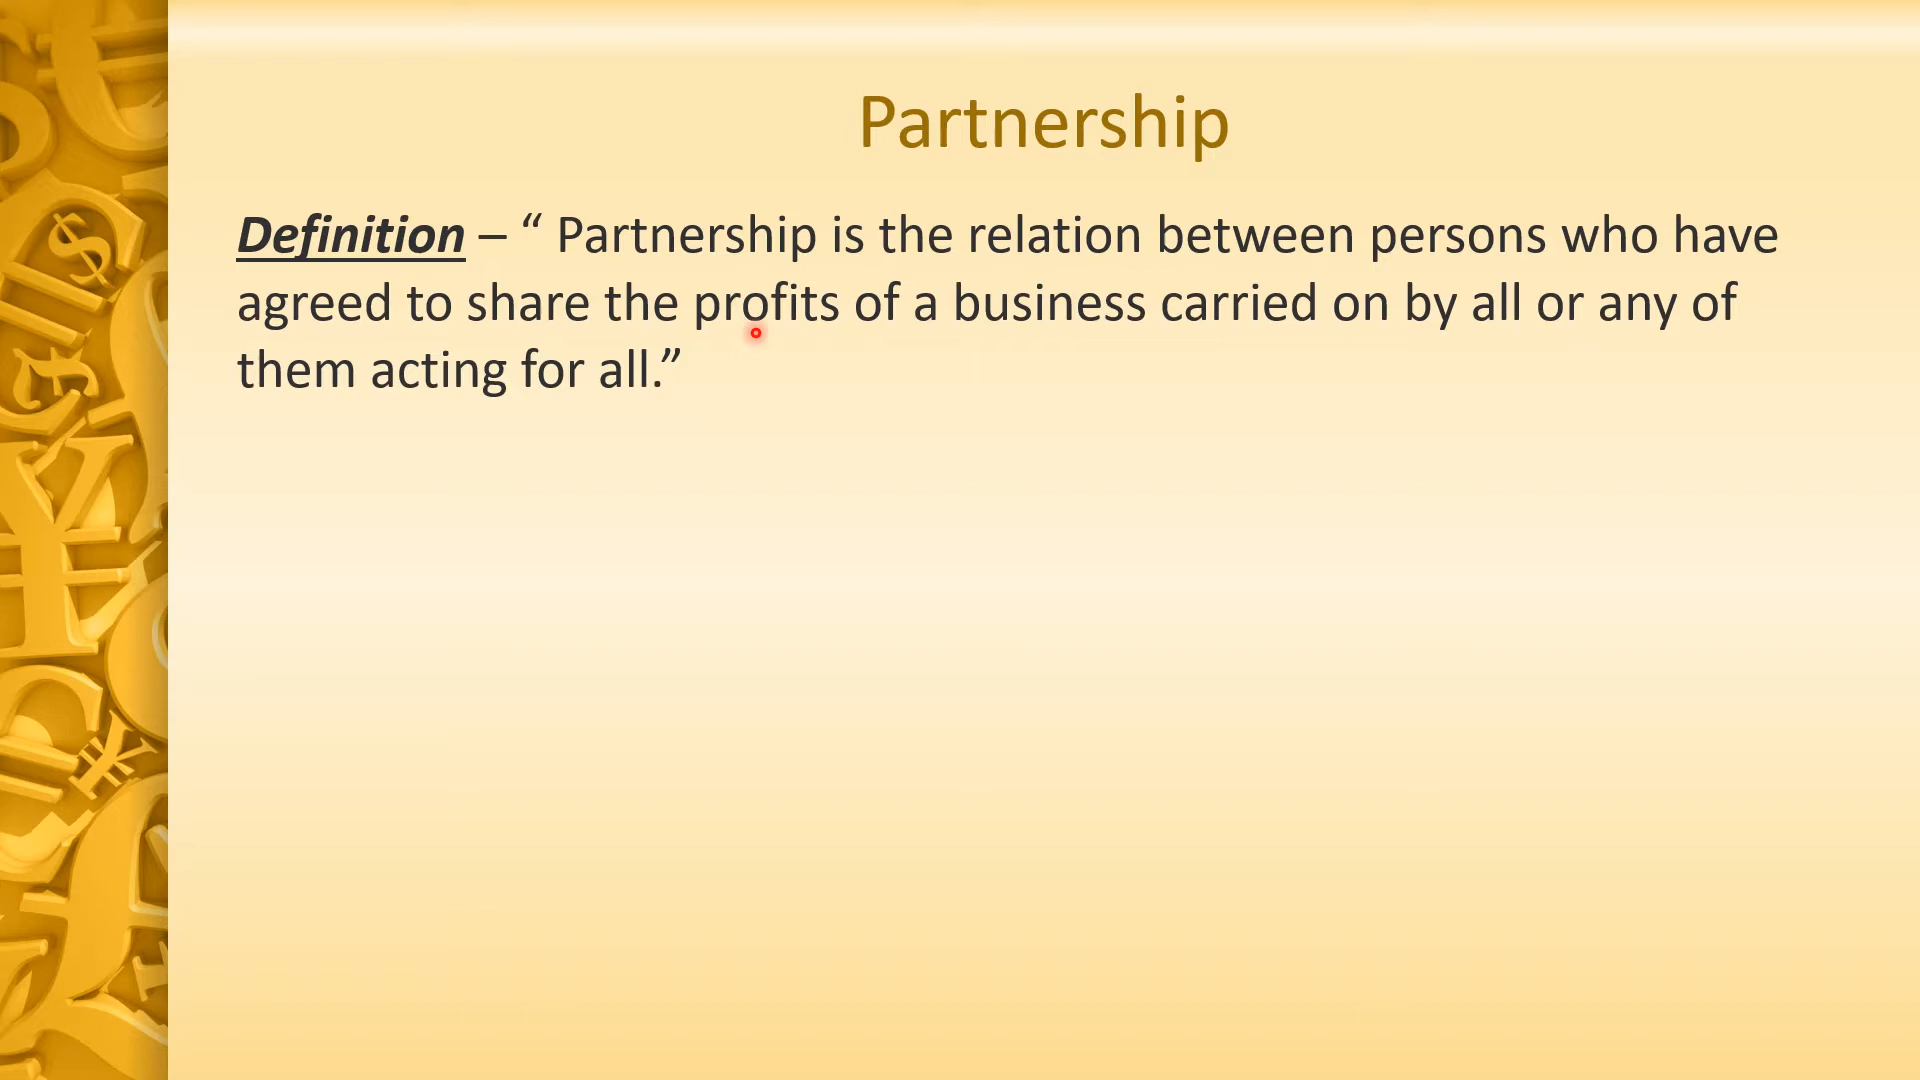 Partnership
Definition – “ Partnership is the relation between persons who have
agreed to share the profits of a business carried on by all or any of
them acting for all.”